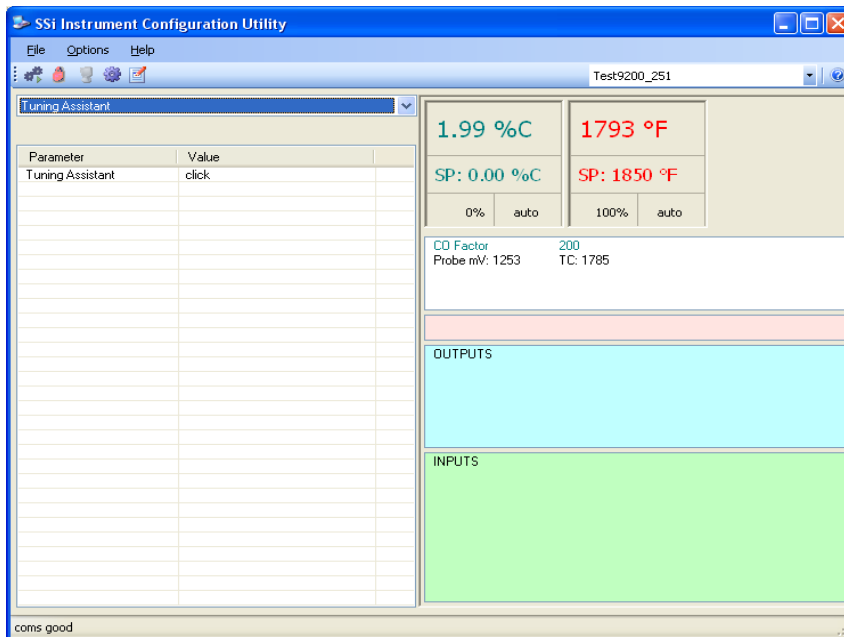 SSi Instrument Configuration Utility
File Options Help
Test9200_251
Tuning Assistant
Parameter Value
Tuning Assistant click
1.99 %C
SP: 0.00 %C
0% auto
1793 °F
SP: 1850 °F
100% auto
CO Factor 200
Probe mV: 1253 TC: 1785
OUTPUTS
INPUTS
coms good